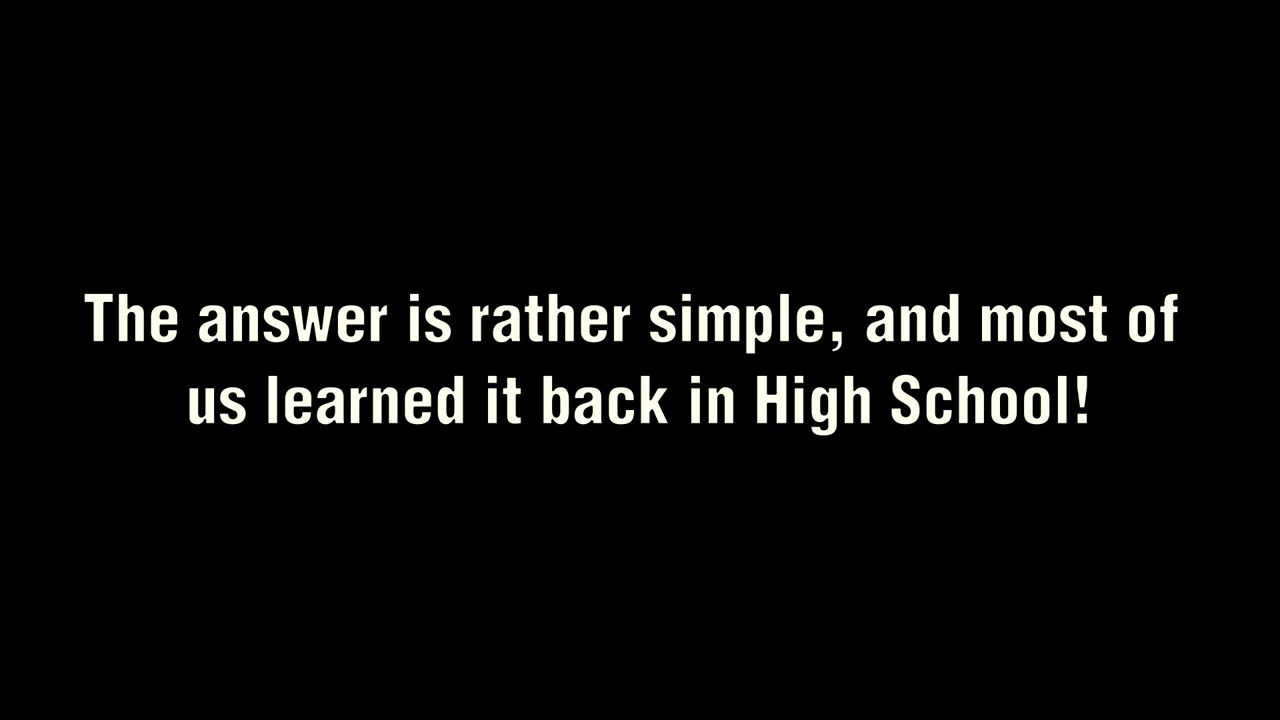 The answer is rather simple, and most of
us learned it back in High School!